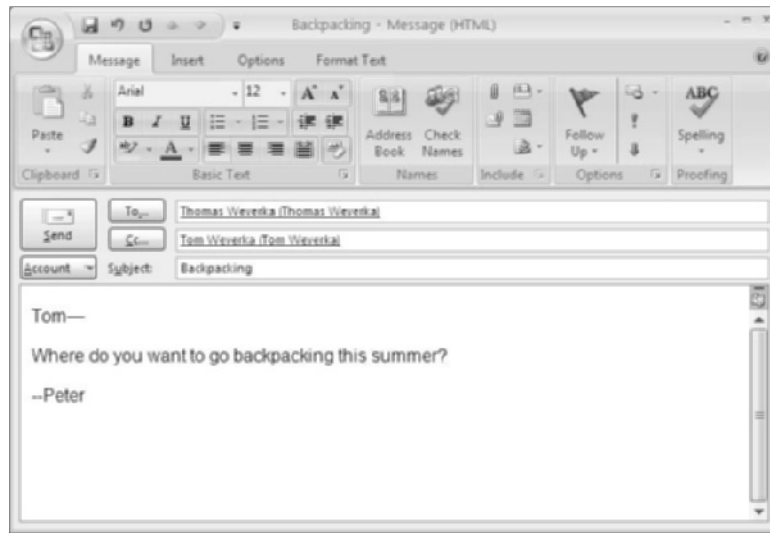 Backpacking - Message (HTML)
Message Insert Options Format Text
Arial 12 A A
B I U
Paste
Address Book
Check Names
Follow Up
ABC Spelling
Clipboard Basic Text Names Include Options Proofing
Send
To... Thomas Weverka (Thomas Weverka)
Cc... Tom Weverka (Tom Weverka)
Account Subject: Backpacking
Tom—
Where do you want to go backpacking this summer?
--Peter